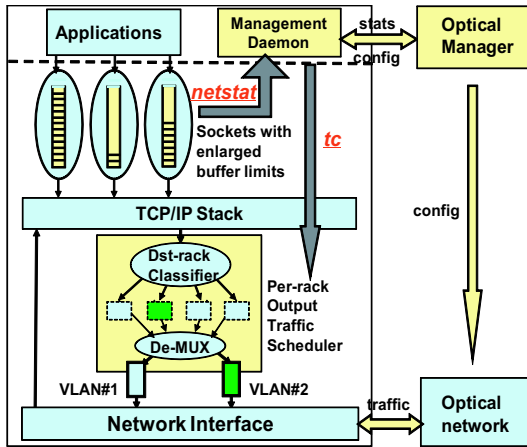 Applications
Management
Daemon
stats
config
Optical
Manager
netstat
Sockets with
enlarged
buffer limits
tc
TCP/IP Stack
config
Dst-rack
Classifier
Per-rack
Output
Traffic
Scheduler
De-MUX
VLAN#1
VLAN#2
Network Interface
traffic
Optical
network